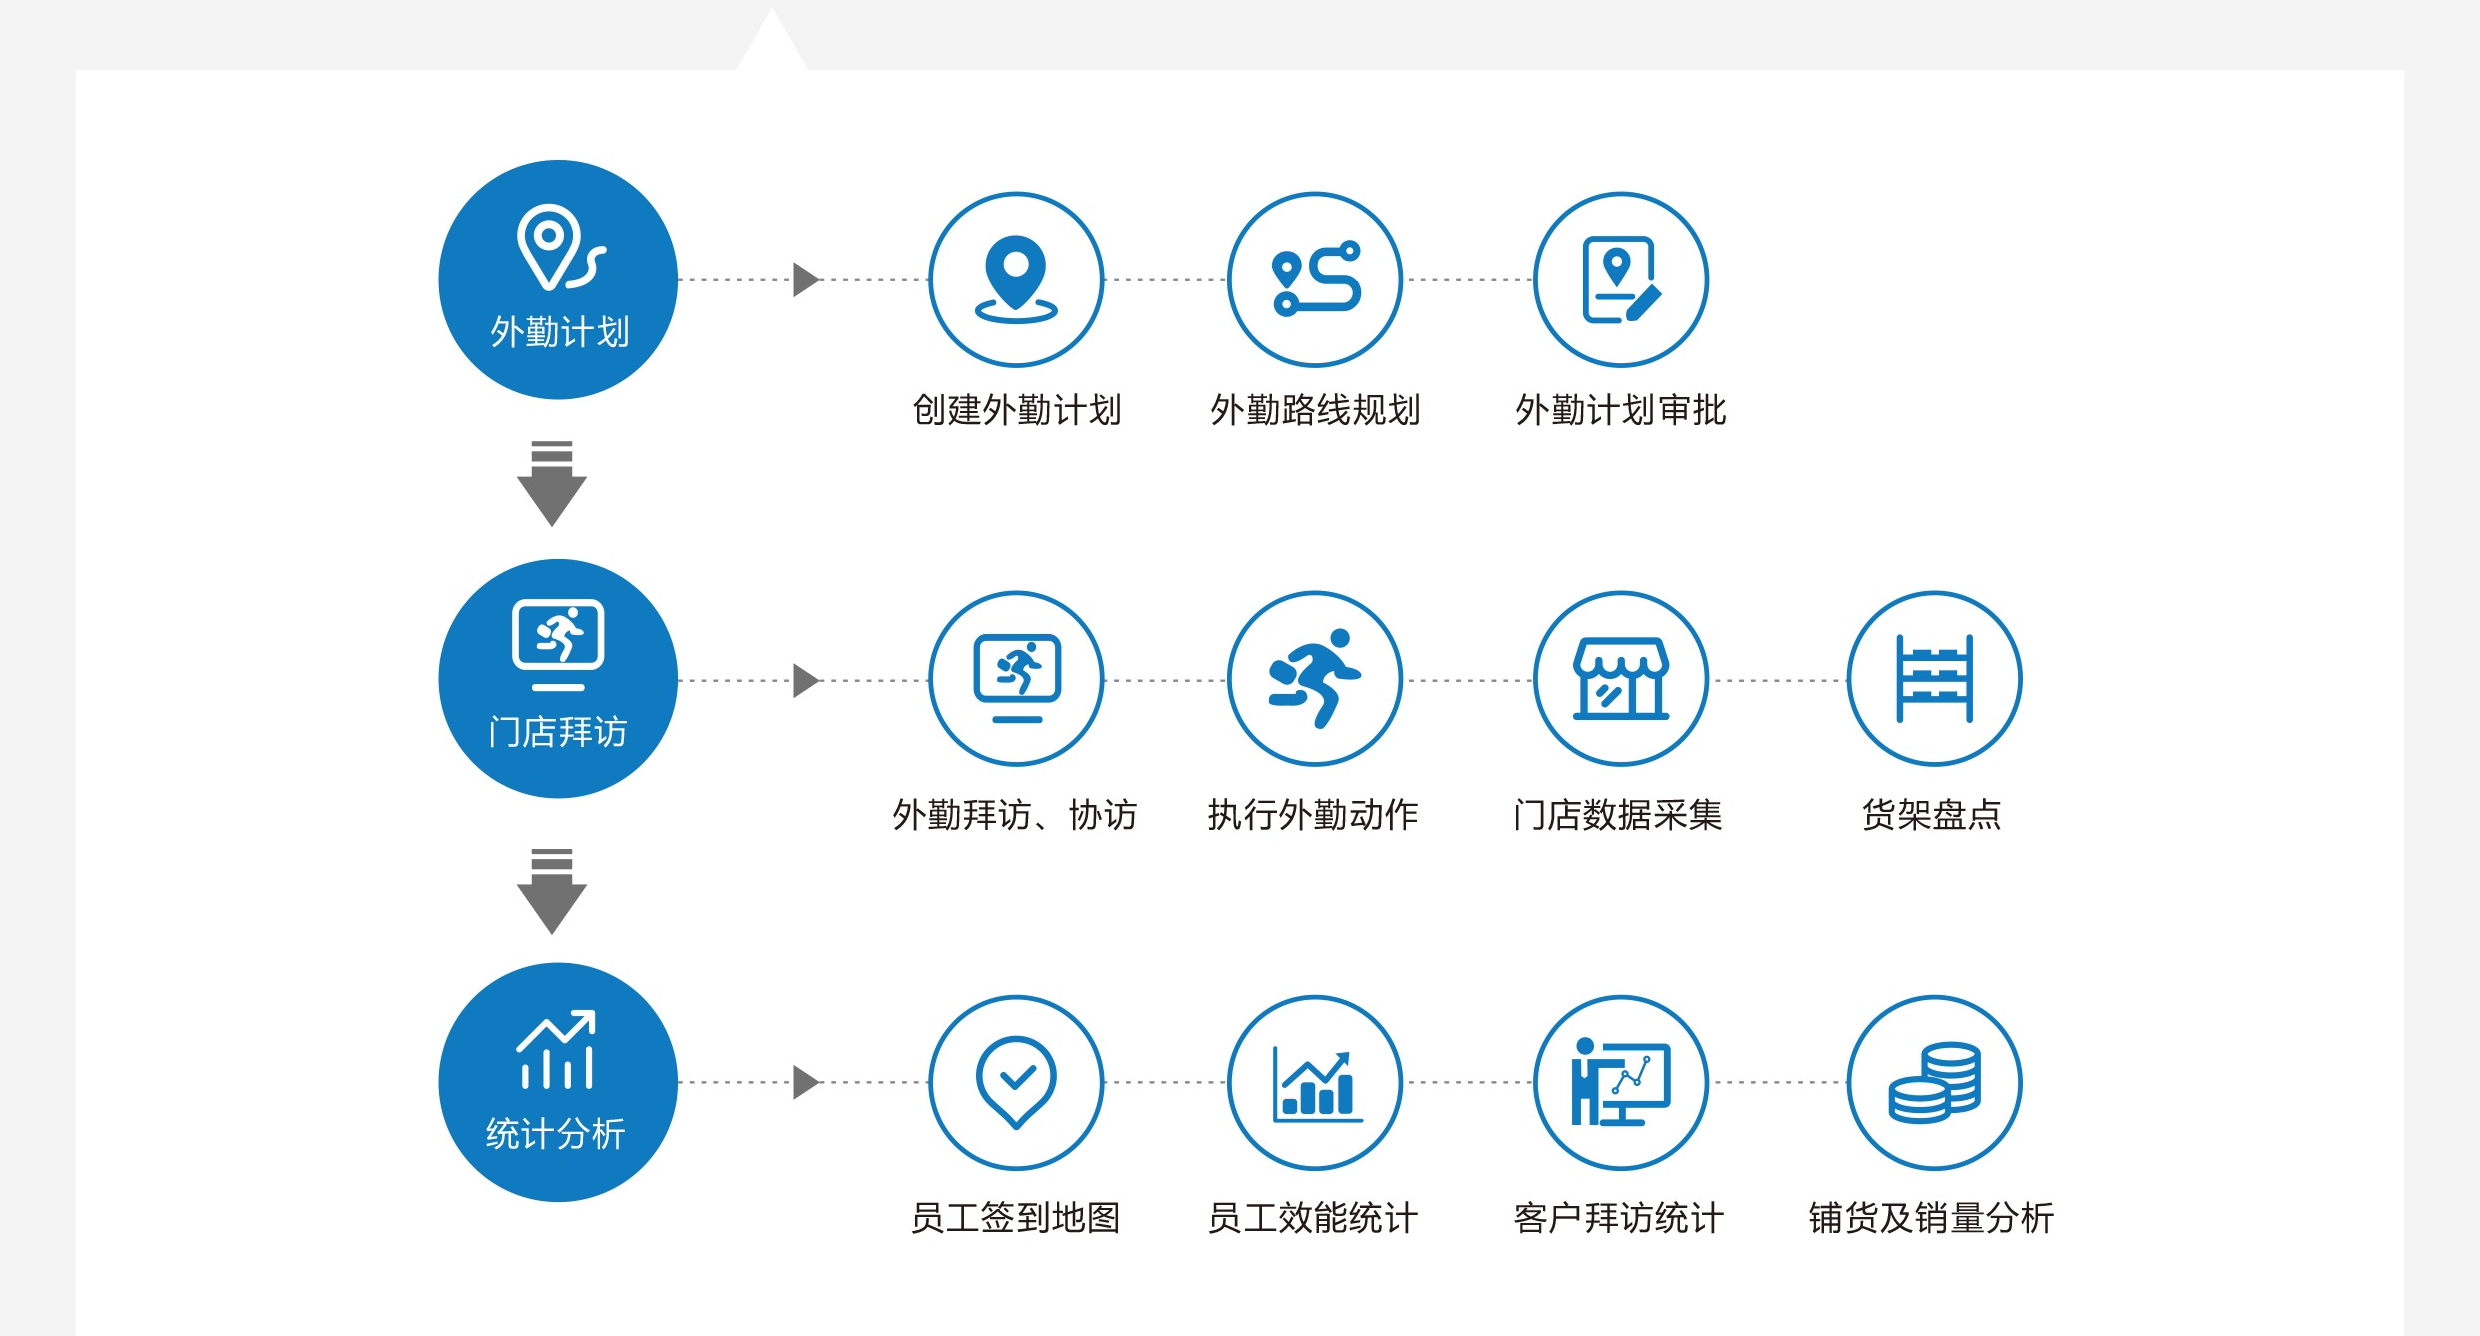 外勤计划
创建外勤计划
外勤路线规划
外勤计划审批
门店拜访
外勤拜访、协访
执行外勤动作
门店数据采集
货架盘点
统计分析
员工签到地图
员工效能统计
客户拜访统计
铺货及销量分析